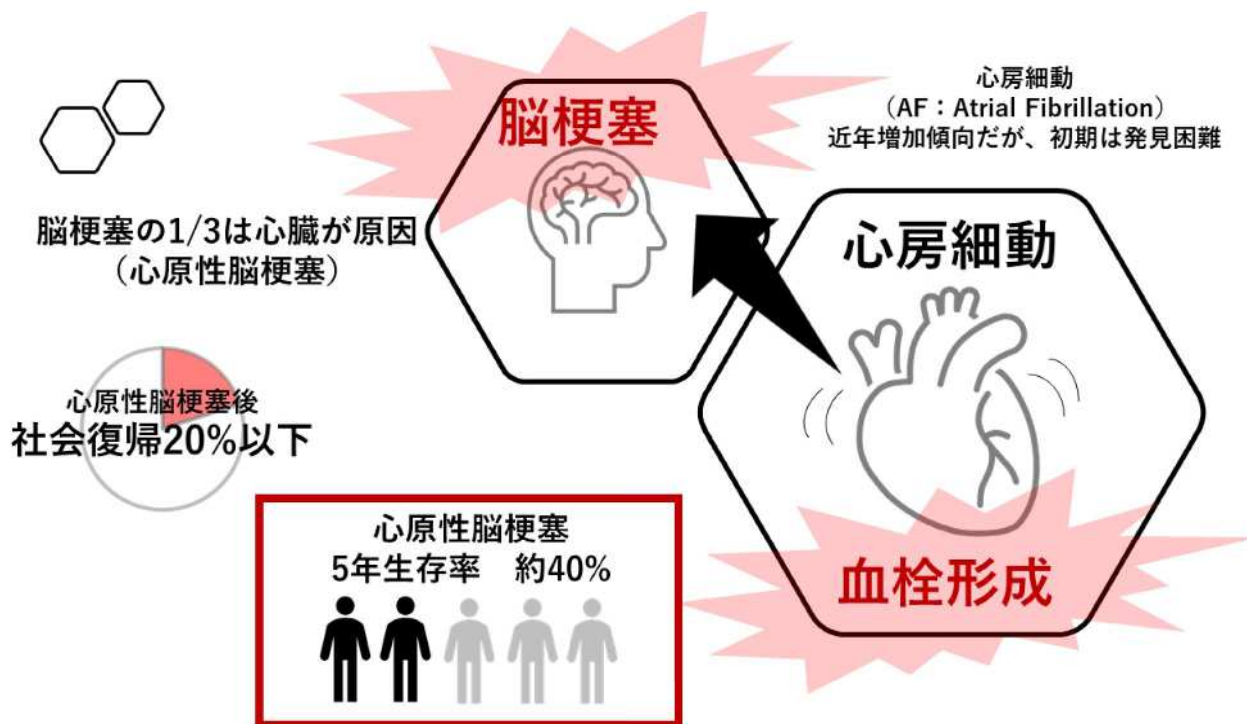 脳梗塞
心房細動
（AF：Atrial Fibrillation）
近年増加傾向だが、初期は発見困難
脳梗塞の1/3は心臓が原因
（心原性脳梗塞）
心房細動
心原性脳梗塞後
社会復帰20%以下
心原性脳梗塞
5年生存率　約40%
血栓形成